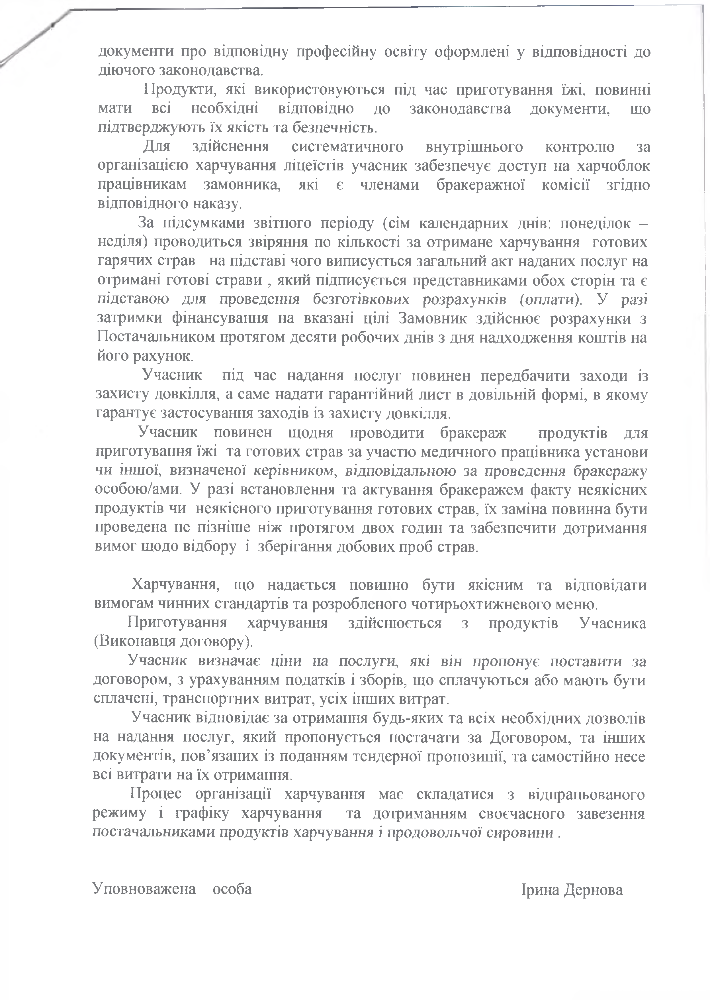 документи про відповідну професійну освіту оформлені у відповідності до
діючого законодавства.
Продукти, які використовуються під час приготування їжі, повинні
мати всі необхідні відповідно до законодавства документи, що
підтверджують їх якість та безпечність.
Для здійснення систематичного внутрішнього контролю за
організацією харчування ліцеїстів учасник забезпечує доступ на харчоблок
працівникам замовника, які є членами бракеражної комісії згідно
відповідного наказу.
За підсумками звітного періоду (сім календарних днів: понеділок –
неділя) проводиться звіряння по кількості за отримане харчування готових
гарячих страв на підставі чого виписується загальний акт наданих послуг на
отримані готові страви , який підписується представниками обох сторін та є
підставою для проведення безготівкових розрахунків (оплати). У разі
затримки фінансування на вказані цілі Замовник здійснює розрахунки з
Постачальником протягом десяти робочих днів з дня надходження коштів на
його рахунок.
Учасник під час надання послуг повинен передбачити заходи із
захисту довкілля, а саме надати гарантійний лист в довільній формі, в якому
гарантує застосування заходів із захисту довкілля.
Учасник повинен щодня проводити бракераж продуктів для
приготування їжі та готових страв за участю медичного працівника установи
чи іншої, визначеної керівником, відповідальною за проведення бракеражу
особою/ами. У разі встановлення та актування бракеражем факту неякісних
продуктів чи неякісного приготування готових страв, їх заміна повинна бути
проведена не пізніше ніж протягом двох годин та забезпечити дотримання
вимог щодо відбору і зберігання добових проб страв.
Харчування, що надається повинно бути якісним та відповідати
вимогам чинних стандартів та розробленого чотирьохтижневого меню.
Приготування харчування здійснюється з продуктів Учасника
(Виконавця договору).
Учасник визначає ціни на послуги, які він пропонує поставити за
договором, з урахуванням податків і зборів, що сплачуються або мають бути
сплачені, транспортних витрат, усіх інших витрат.
Учасник відповідає за отримання будь-яких та всіх необхідних дозволів
на надання послуг, який пропонується постачати за Договором, та інших
документів, пов’язаних із поданням тендерної пропозиції, та самостійно несе
всі витрати на їх отримання.
Процес організації харчування має складатися з відпрацьованого
режиму і графіку харчування та дотриманням своєчасного завезення
постачальниками продуктів харчування і продовольчої сировини .
Уповноважена особа Ірина Дернова